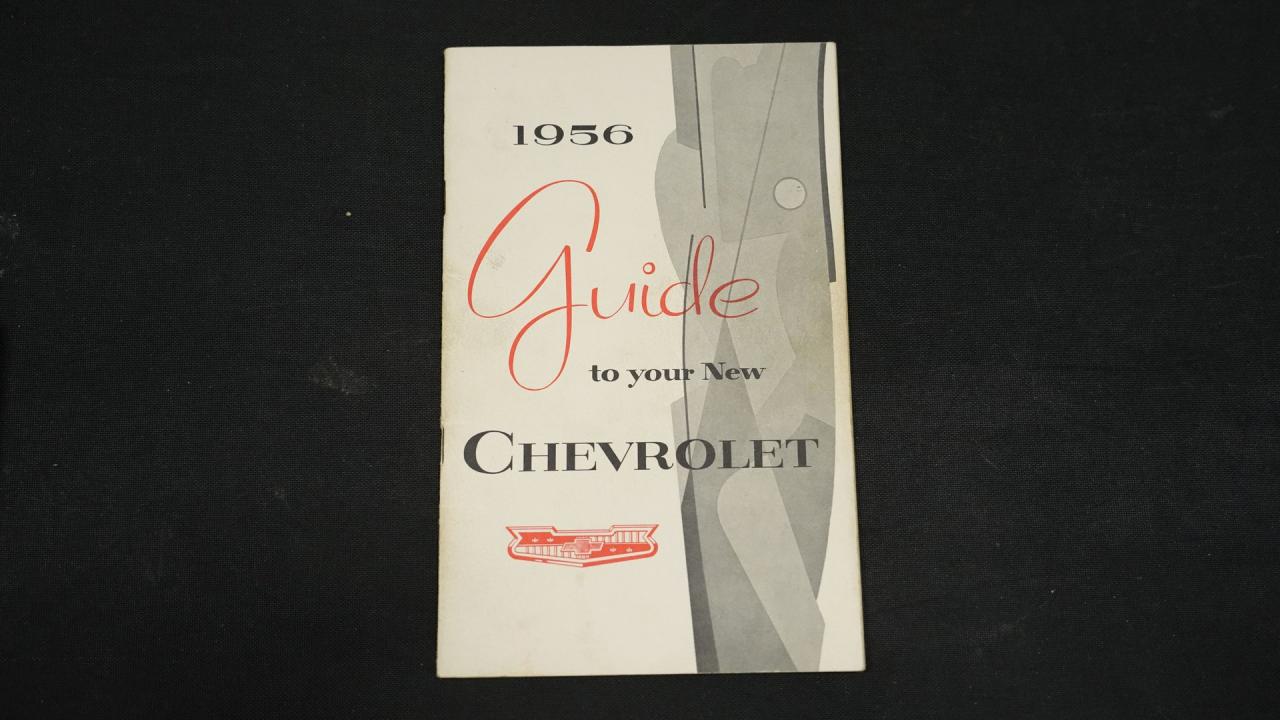 1956
Guide
to your New
CHEVROLET